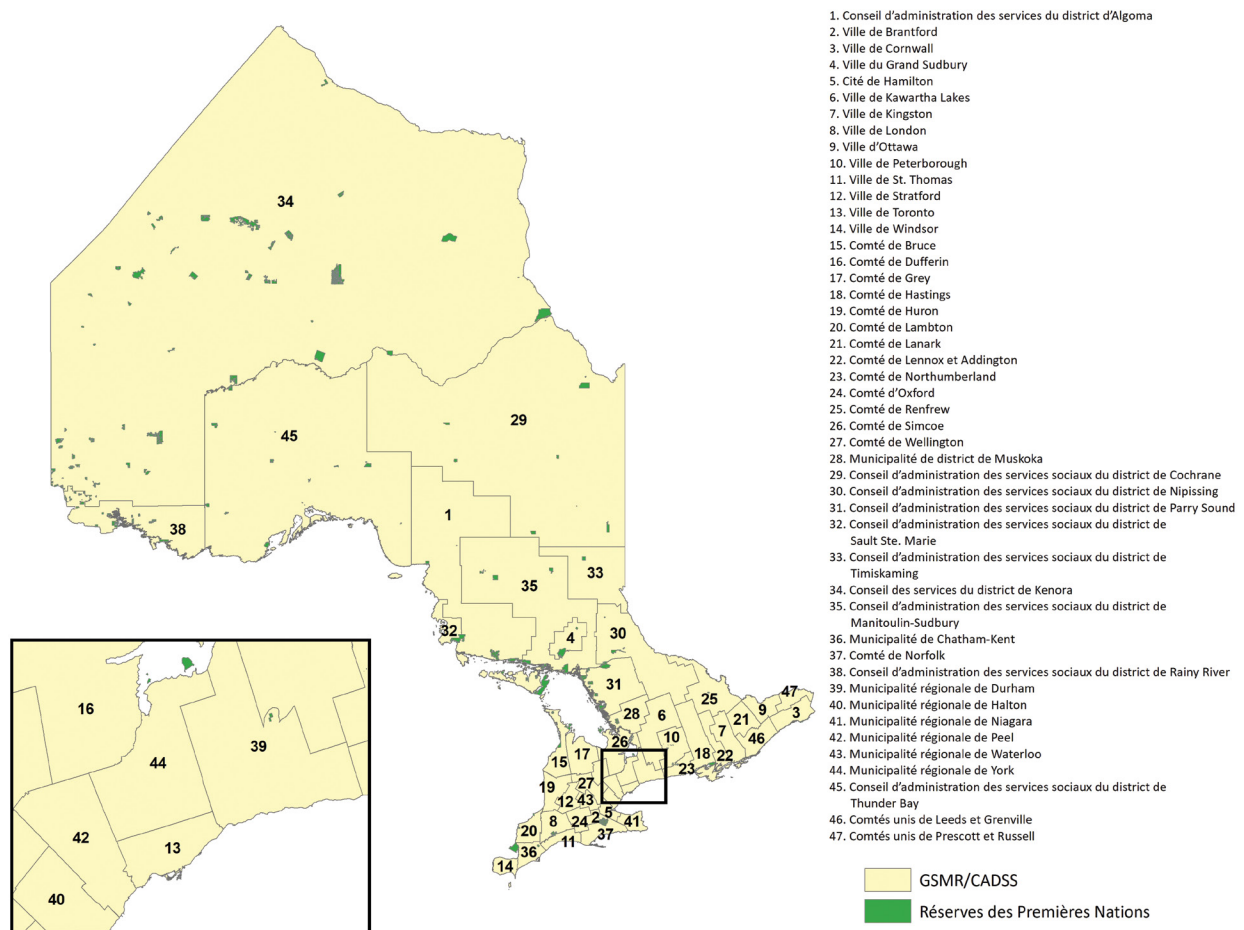 1. Conseil d'administration des services du district d'Algoma
2. Ville de Brantford
3. Ville de Cornwall
4. Ville du Grand Sudbury
5. Cité de Hamilton
6. Ville de Kawartha Lakes
7. Ville de Kingston
8. Ville de London
9. Ville d'Ottawa
10. Ville de Peterborough
11. Ville de St. Thomas
12. Ville de Stratford
13. Ville de Toronto
14. Ville de Windsor
15. Comté de Bruce
16. Comté de Dufferin
17. Comté de Grey
18. Comté de Hastings
19. Comté de Huron
20. Comté de Lambton
21. Comté de Lanark
22. Comté de Lennox et Addington
23. Comté de Northumberland
24. Comté d'Oxford
25. Comté de Renfrew
26. Comté de Simcoe
27. Comté de Wellington
28. Municipalité de district de Muskoka
29. Conseil d'administration des services sociaux du district de Cochrane
30. Conseil d'administration des services sociaux du district de Nipissing
31. Conseil d'administration des services sociaux du district de Parry Sound
32. Conseil d'administration des services sociaux du district de
Sault Ste. Marie
33. Conseil d'administration des services sociaux du district de
Timiskaming
34. Conseil des services du district de Kenora
35. Conseil d'administration des services sociaux du district de
Manitoulin-Sudbury
36. Municipalité de Chatham-Kent
37. Comté de Norfolk
38. Conseil d'administration des services sociaux du district de Rainy River
39. Municipalité régionale de Durham
40. Municipalité régionale de Halton
41. Municipalité régionale de Niagara
42. Municipalité régionale de Peel
43. Municipalité régionale de Waterloo
44. Municipalité régionale de York
45. Conseil d'administration des services sociaux du district de
Thunder Bay
46. Comtés unis de Leeds et Grenville
47. Comtés unis de Prescott et Russell
GSMR/CADSS
Réserves des Premières Nations
34
29
45
1
38
33
35
32
4
30
31
25
47
28
6
21
9
3
7
10
46
26
18
22
17
15
23
27
19
12
43
5
2
8
24
41
20
37
11
36
14
16
39
44
42
13
40